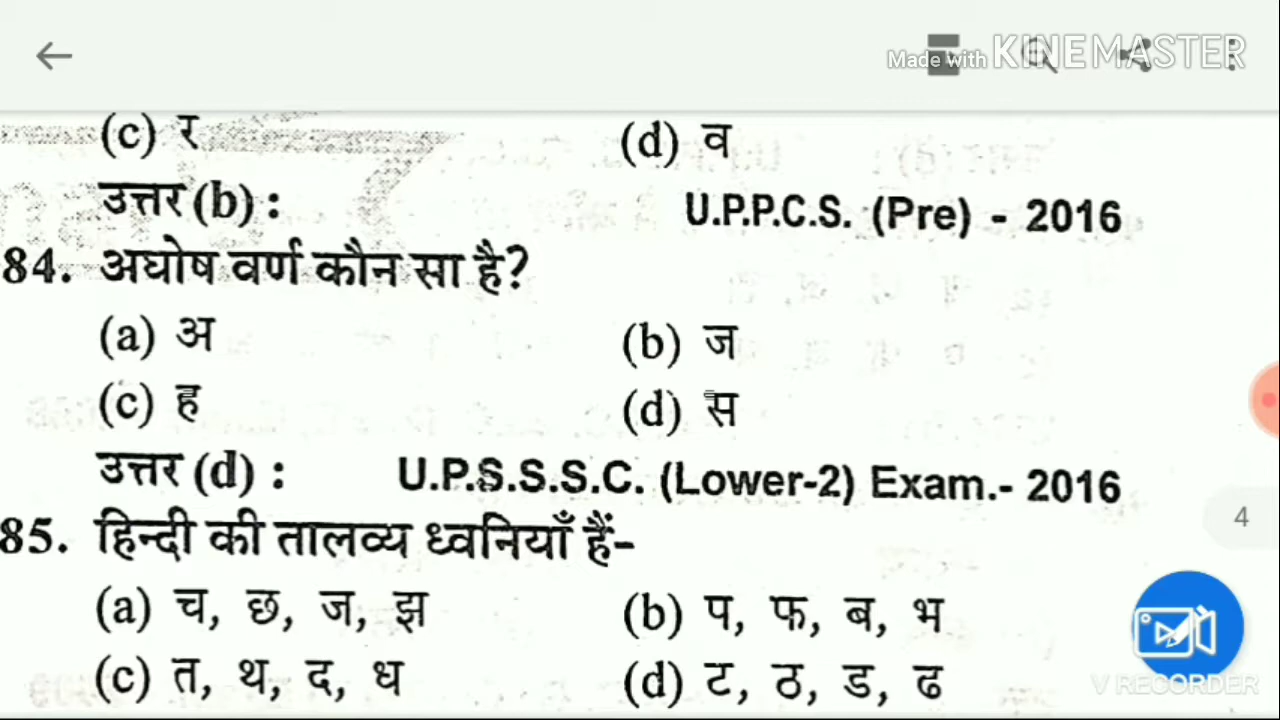 Made with KINEMASTER
(c) र (d) व
उत्तर (b) : U.P.P.C.S. (Pre) - 2016
84. अघोष वर्ण कौन सा है?
(a) अ (b) ज
(c) ह (d) स
उत्तर (d) : U.P.S.S.S.C. (Lower-2) Exam.- 2016
4
85. हिन्दी की तालव्य ध्वनियाँ हैं-
(a) च, छ, ज, झ (b) प, फ, ब, भ
(c) त, थ, द, ध (d) ट, ठ, ड, ढ
V RECORDER